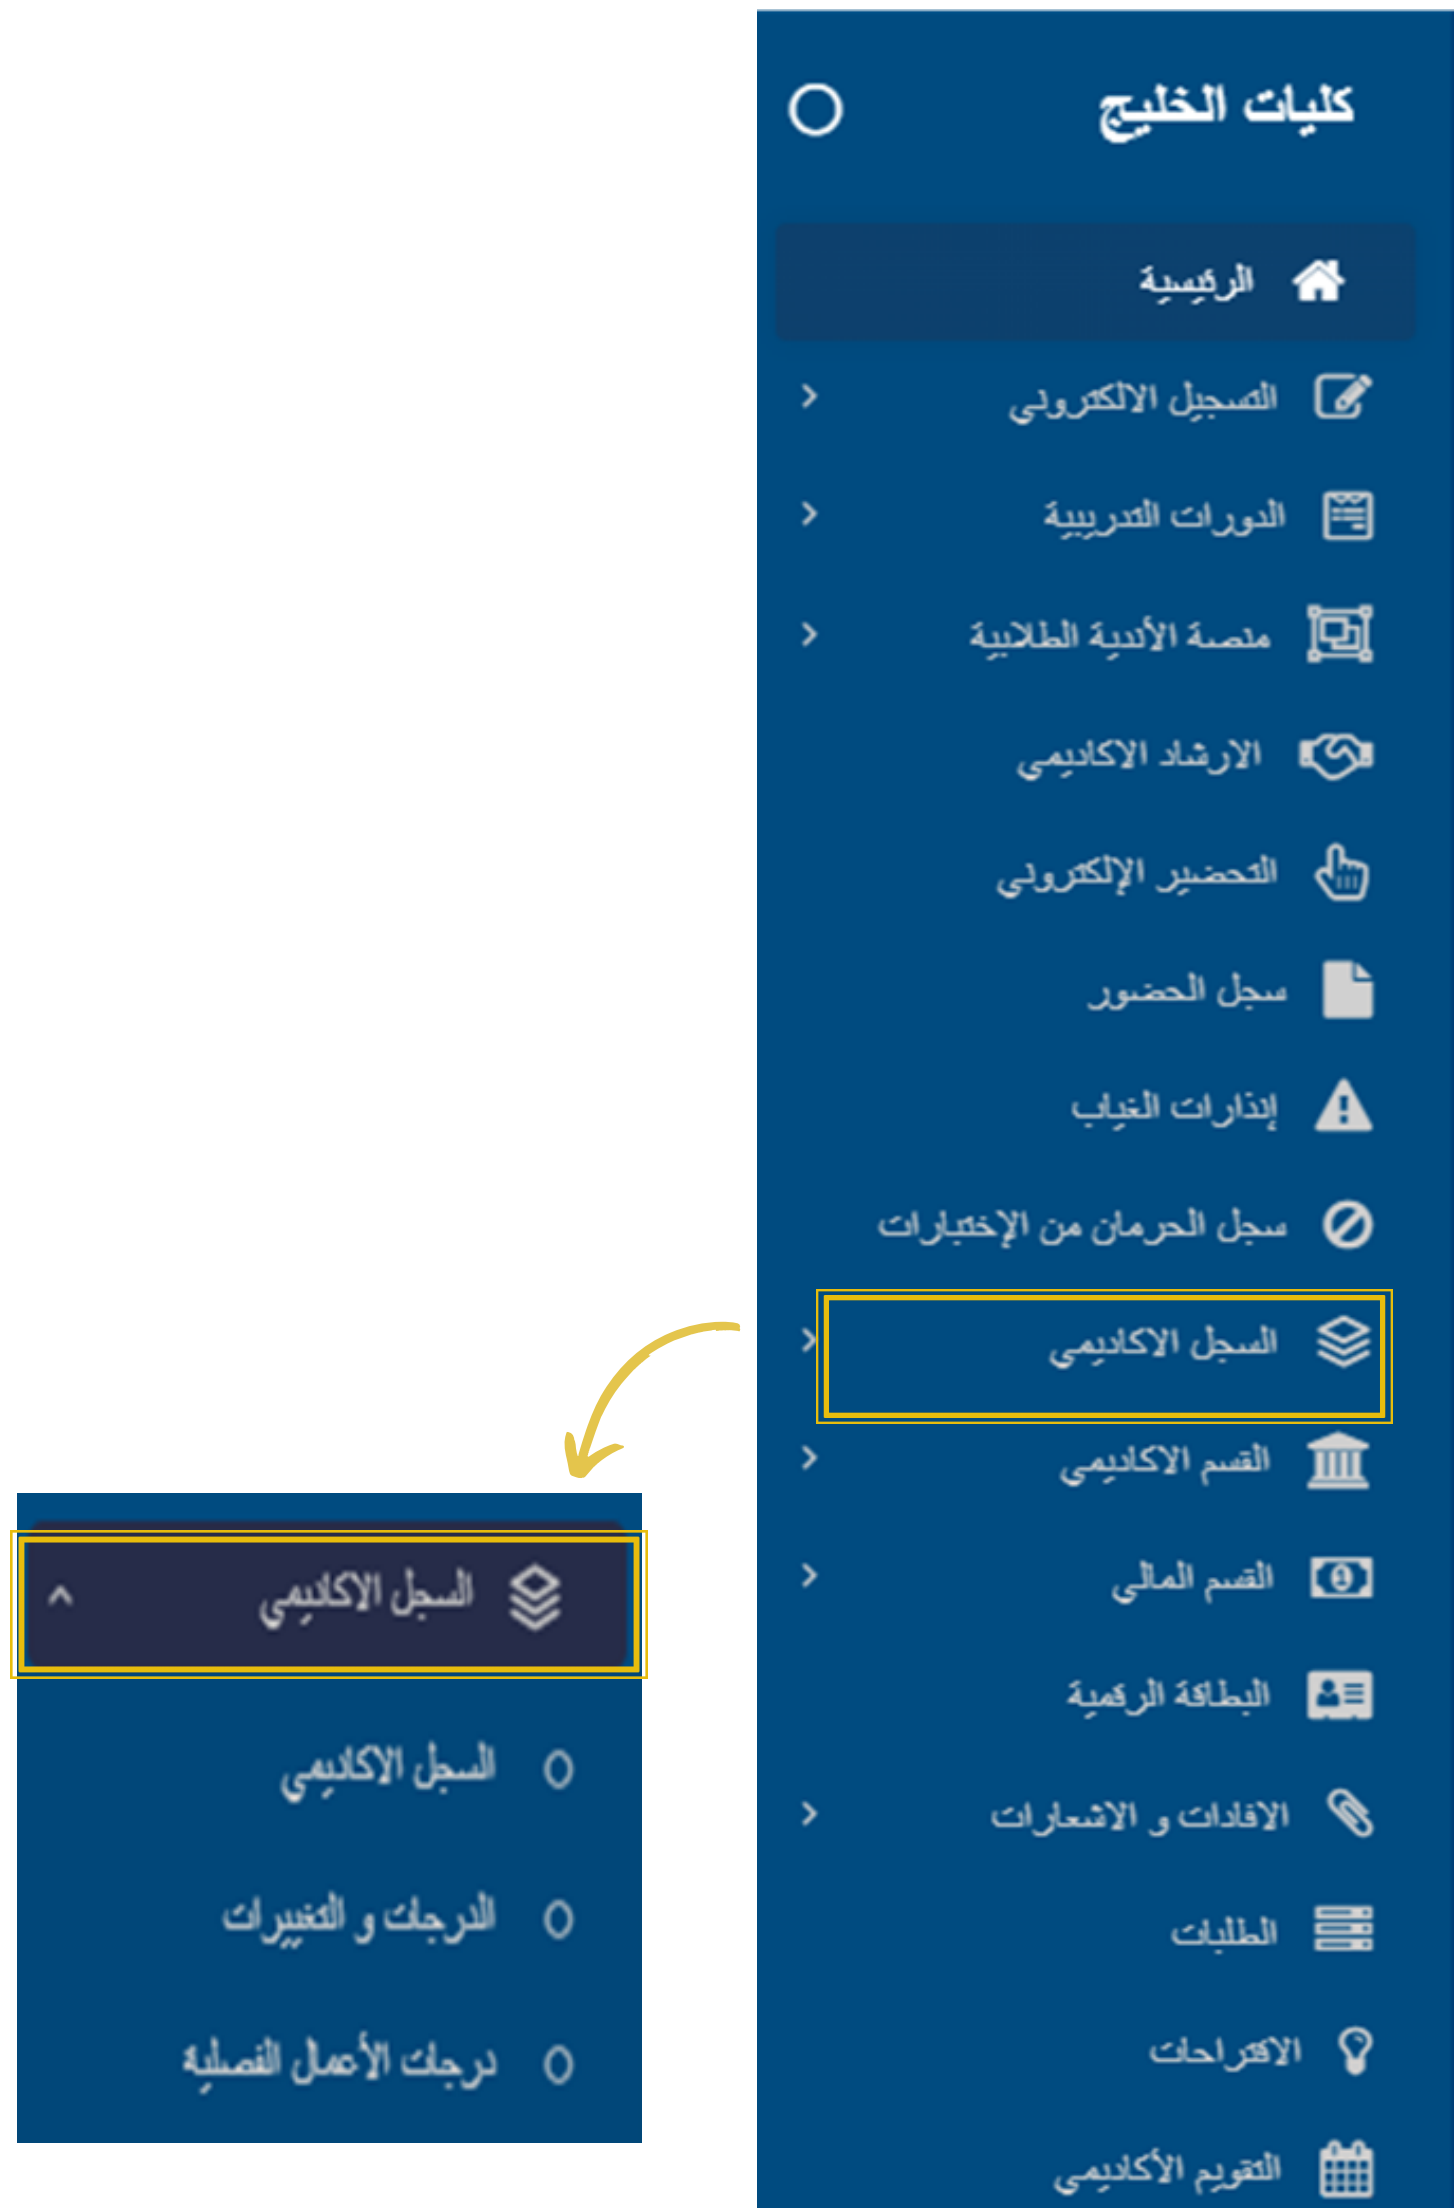 كليات الخليج
الرئيسية
التسجيل الالكتروني
الدورات التدريبية
منصة الأندية الطلابية
الارشاد الاكاديمي
التحضير الإلكتروني
سجل الحضور
إنذارات الغياب
سجل الحرمان من الإختبارات
السجل الاكاديمي
القسم الاكاديمي
القسم المالي
البطاقة الرقمية
الافادات و الاشعارات
الطلبات
الاقتراحات
التقويم الأكاديمي
السجل الاكاديمي
السجل الاكاديمي
الدرجات و التغييرات
درجات الأعمال الفصلية